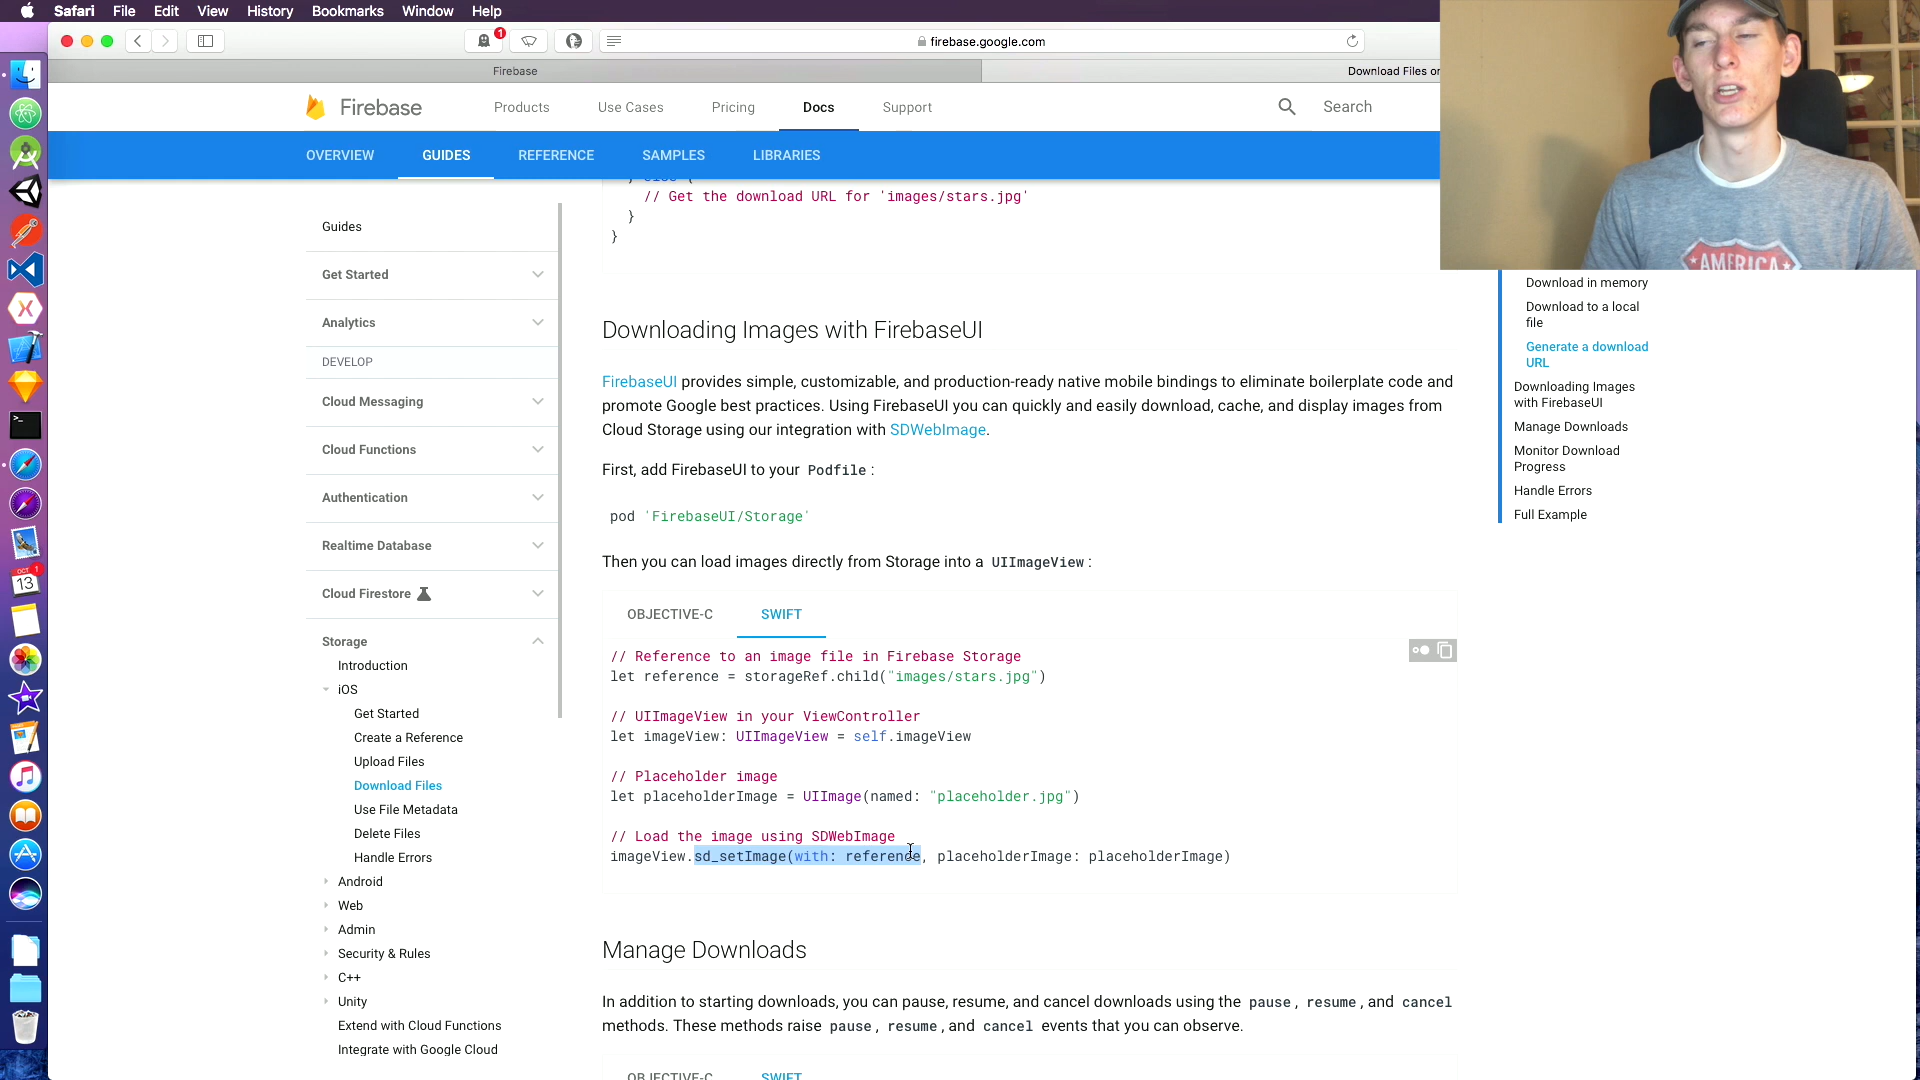 Safari File Edit View History Bookmarks Window Help
1
firebase.google.com
Firebase
Download Files on
Firebase
Products
Use Cases
Pricing
Docs
Support
Search
OVERVIEW
GUIDES
REFERENCE
SAMPLES
LIBRARIES
AMERICA
Guides
Get Started
Analytics
DEVELOP
Cloud Messaging
Cloud Functions
Authentication
Realtime Database
Cloud Firestore
Storage
Introduction
iOS
Get Started
Create a Reference
Upload Files
Download Files
Use File Metadata
Delete Files
Handle Errors
Android
Web
Admin
Security & Rules
C++
Unity
Extend with Cloud Functions
Integrate with Google Cloud
OCT 1
13
} else {
// Get the download URL for 'images/stars.jpg'
}
}
Downloading Images with FirebaseUI
FirebaseUI provides simple, customizable, and production-ready native mobile bindings to eliminate boilerplate code and
promote Google best practices. Using FirebaseUI you can quickly and easily download, cache, and display images from
Cloud Storage using our integration with SDWebImage.
First, add FirebaseUI to your Podfile :
pod 'FirebaseUI/Storage'
Then you can load images directly from Storage into a UIImageView :
OBJECTIVE-C SWIFT
// Reference to an image file in Firebase Storage
let reference = storageRef.child("images/stars.jpg")
// UIImageView in your ViewController
let imageView: UIImageView = self.imageView
// Placeholder image
let placeholderImage = UIImage(named: "placeholder.jpg")
// Load the image using SDWebImage
imageView.sd_setImage(with: reference, placeholderImage: placeholderImage)
Manage Downloads
In addition to starting downloads, you can pause, resume, and cancel downloads using the pause, resume, and cancel
methods. These methods raise pause, resume, and cancel events that you can observe.
OBJECTIVE-C SWIFT
Download in memory
Download to a local
file
Generate a download
URL
Downloading Images
with FirebaseUI
Manage Downloads
Monitor Download
Progress
Handle Errors
Full Example